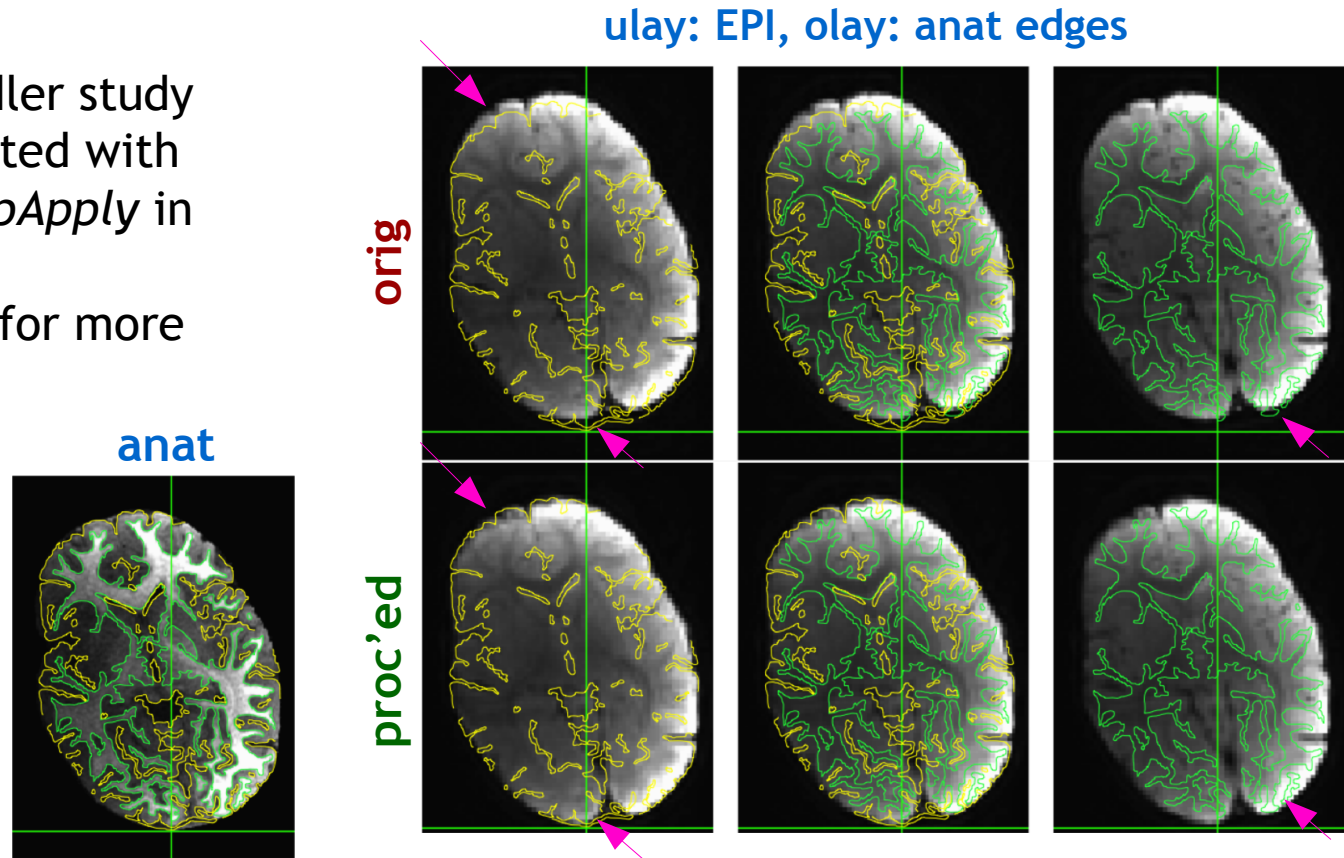 ulay: EPI, olay: anat edges
ller study
ted with
pApply in
for more
anat
orig
proc’ed